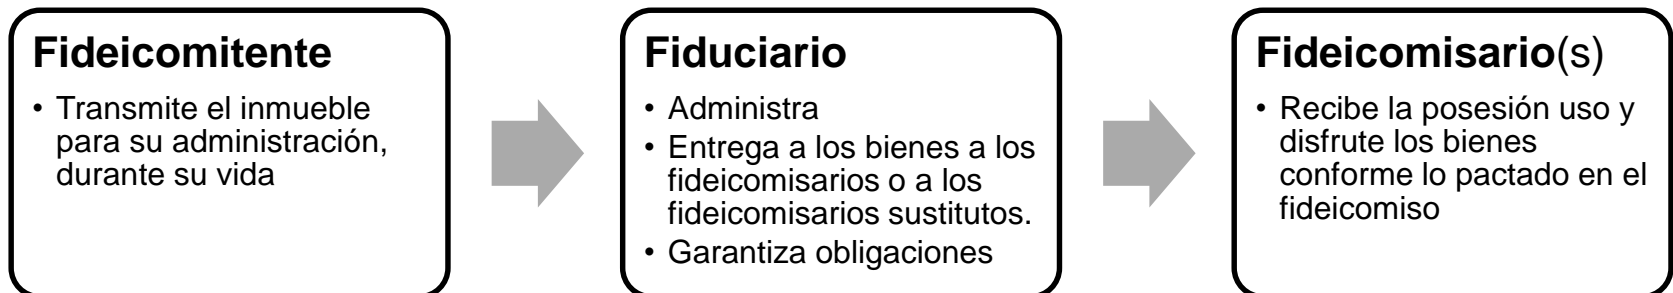 Fideicomitente
• Transmite el inmueble
para su administración,
durante su vida
Fiduciario
• Administra
• Entrega a los bienes a los
fideicomisarios o a los
fideicomisarios sustitutos.
• Garantiza obligaciones
Fideicomisario(s)
• Recibe la posesión uso y
disfrute los bienes
conforme lo pactado en el
fideicomiso